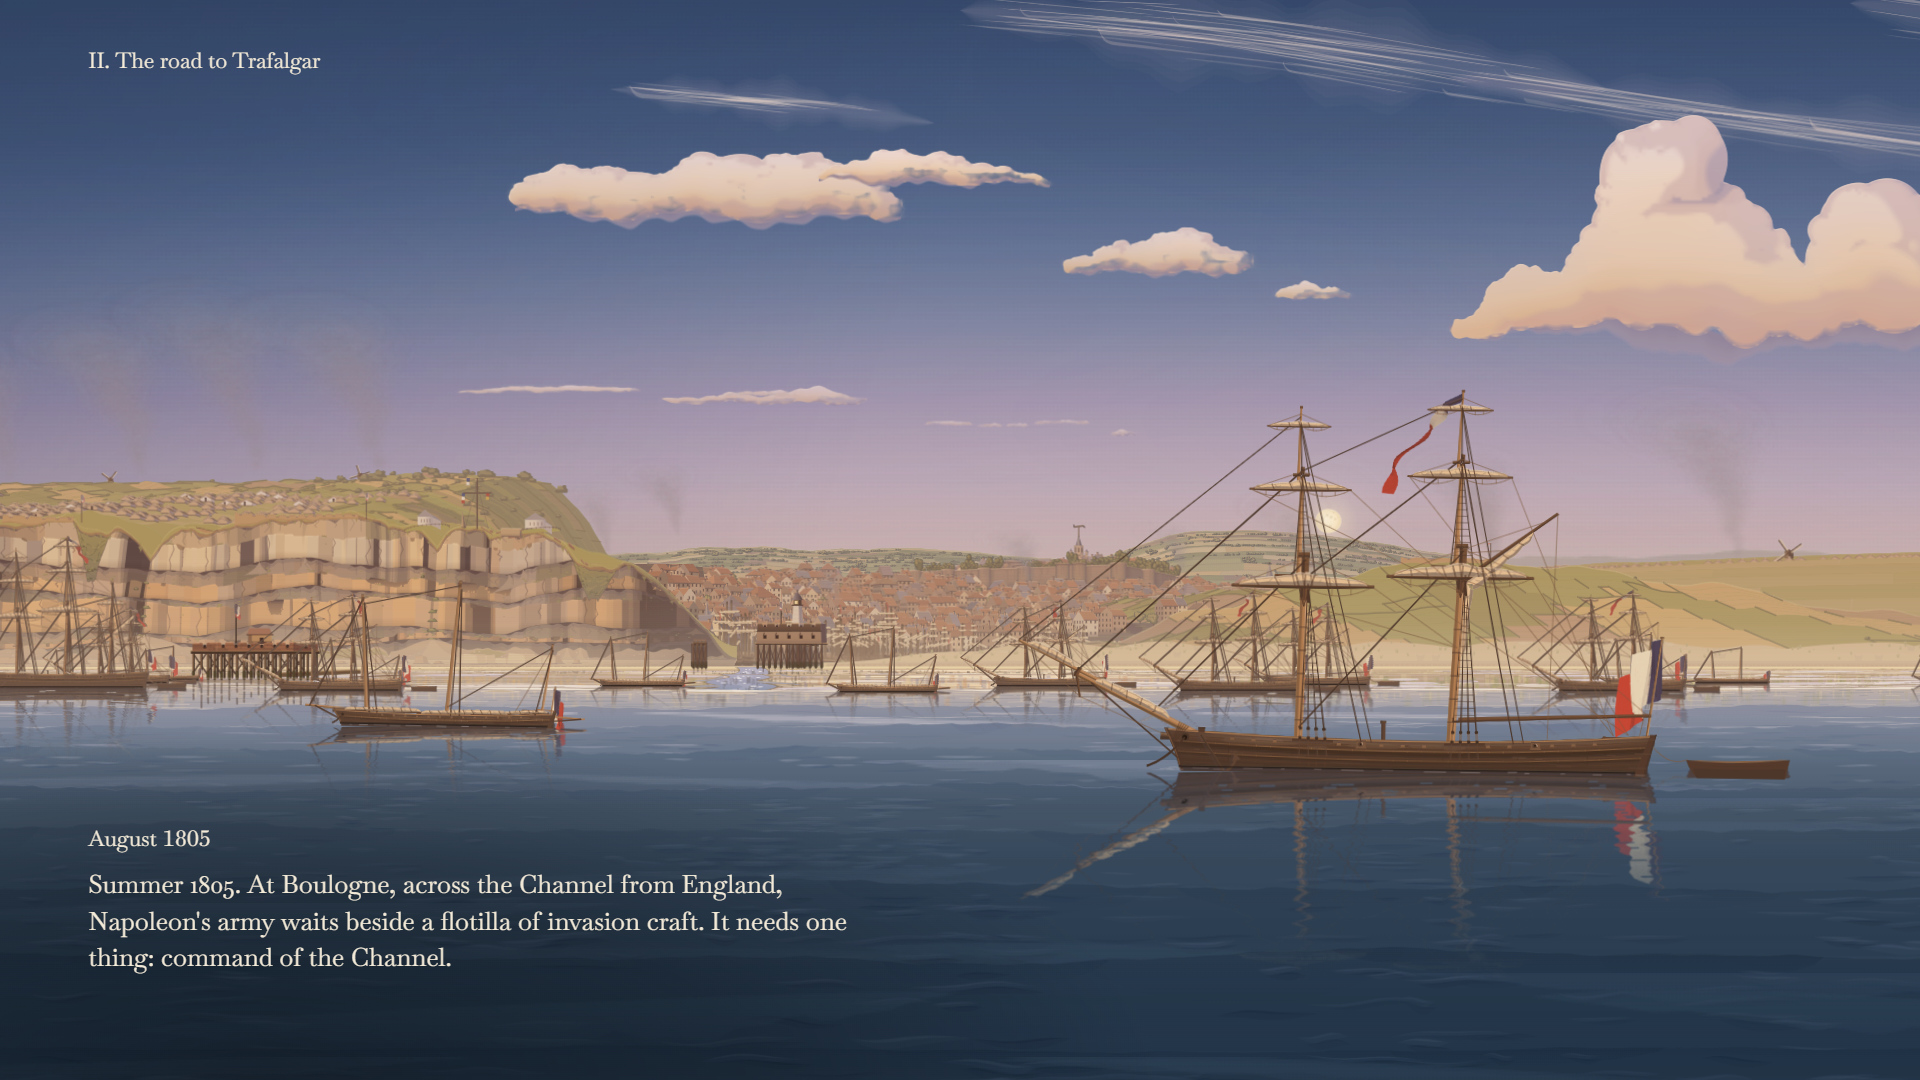 II. The road to Trafalgar
August 1805
Summer 1805. At Boulogne, across the Channel from England,
Napoleon's army waits beside a flotilla of invasion craft. It needs one
thing: command of the Channel.